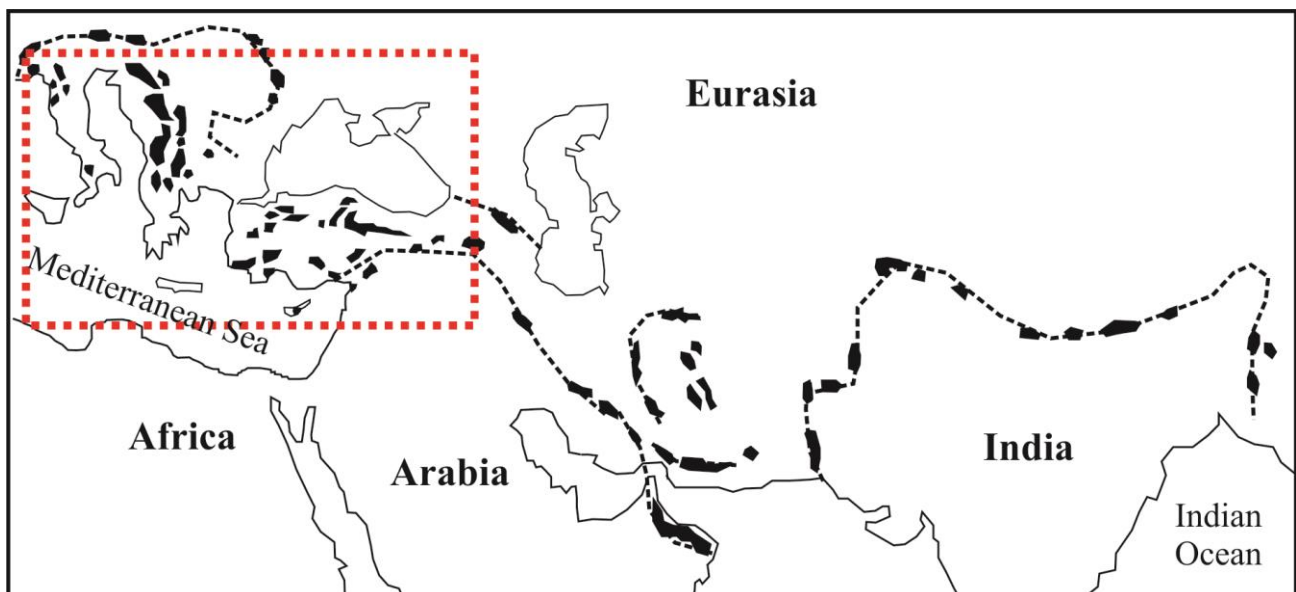 Eurasia
Mediterranean Sea
Africa
Arabia
India
Indian
Ocean